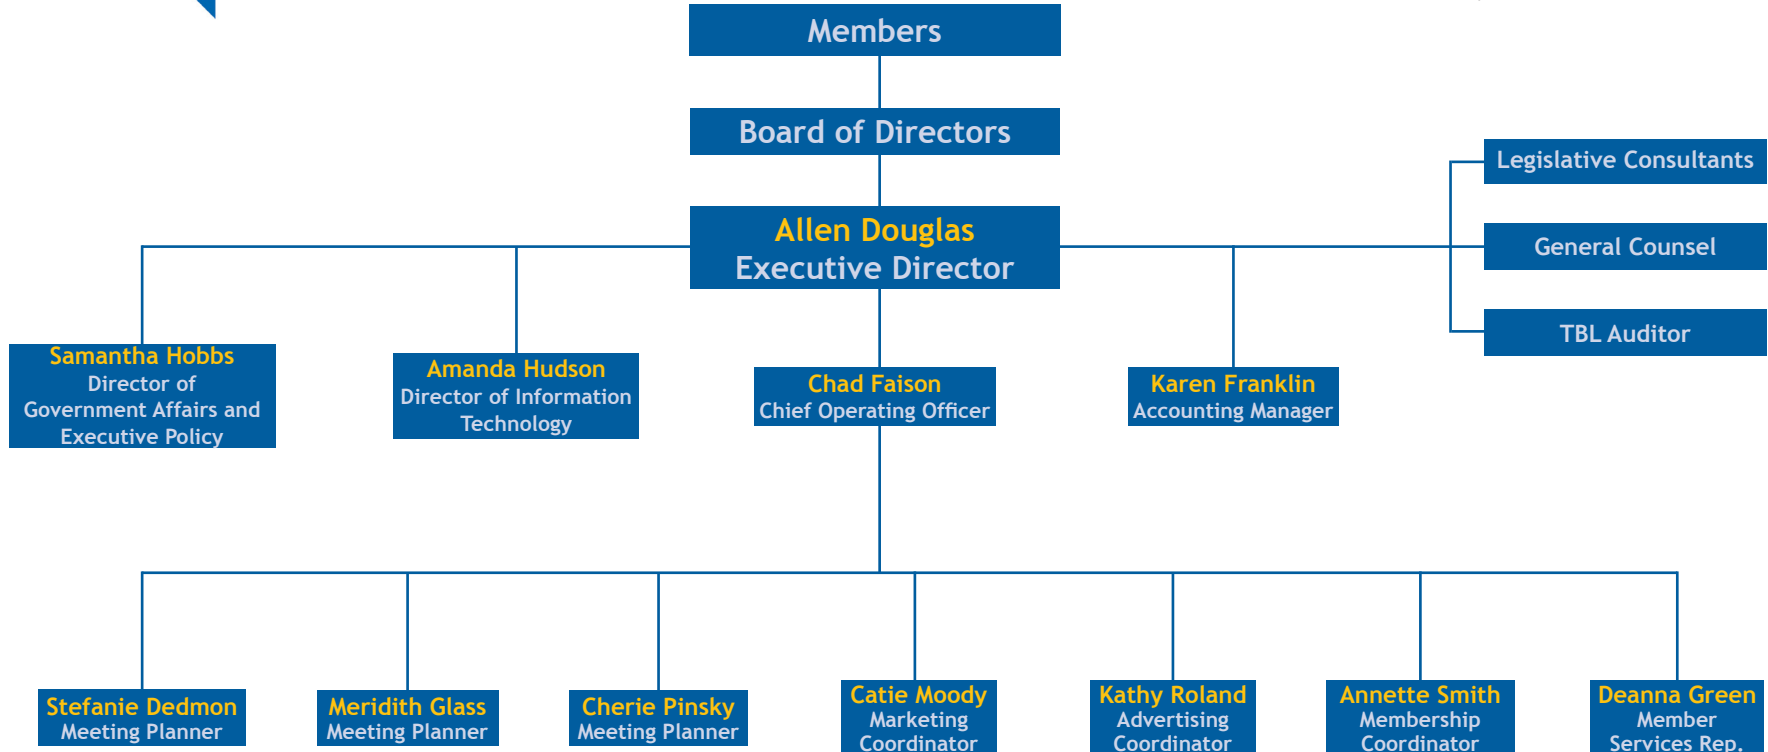 Members
Board of Directors
Allen Douglas
Executive Director
Legislative Consultants
General Counsel
TBL Auditor
Samantha Hobbs
Director of
Government Affairs and
Executive Policy
Amanda Hudson
Director of Information
Technology
Chad Faison
Chief Operating Officer
Karen Franklin
Accounting Manager
Stefanie Dedmon
Meeting Planner
Meridith Glass
Meeting Planner
Cherie Pinsky
Meeting Planner
Catie Moody
Marketing
Coordinator
Kathy Roland
Advertising
Coordinator
Annette Smith
Membership
Coordinator
Deanna Green
Member
Services Rep.